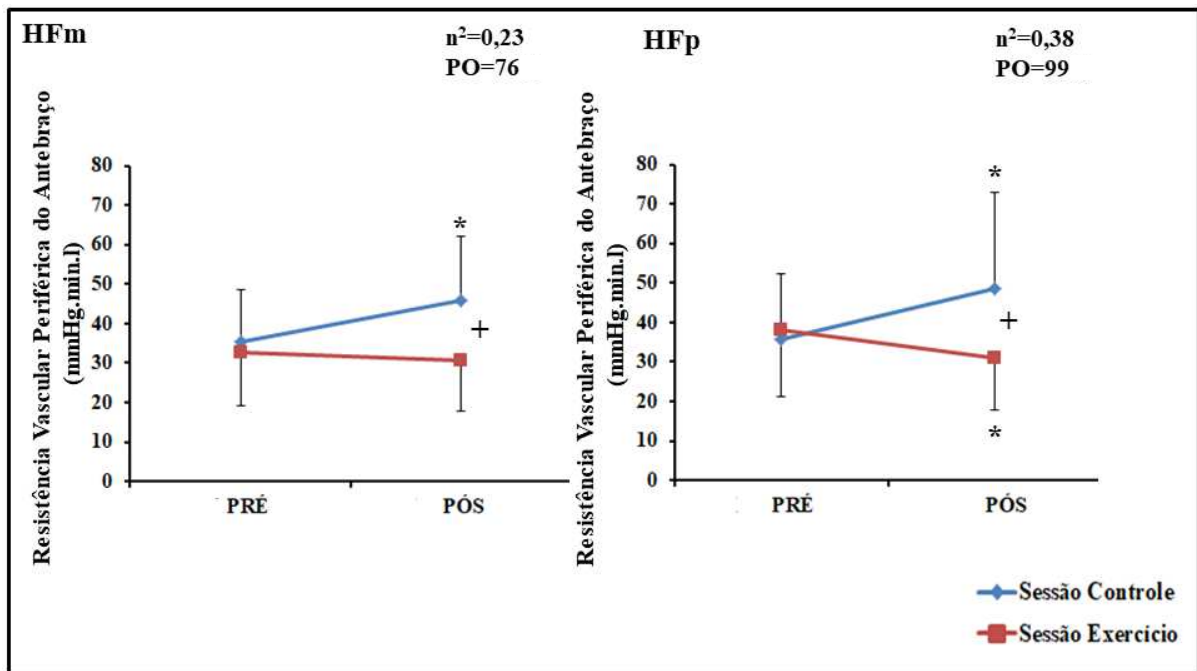 HFm
n²=0,23
PO=76
Resistência Vascular Periférica do Antebraço
(mmHg.min.l)
80
70
60
50
40
30
20
10
0
*
+
PRÉ
PÓS
HFp
n²=0,38
PO=99
Resistência Vascular Periférica do Antebraço
(mmHg.min.l)
80
70
60
50
40
30
20
10
0
*
+
*
PRÉ
PÓS
Sessão Controle
Sessão Exercício